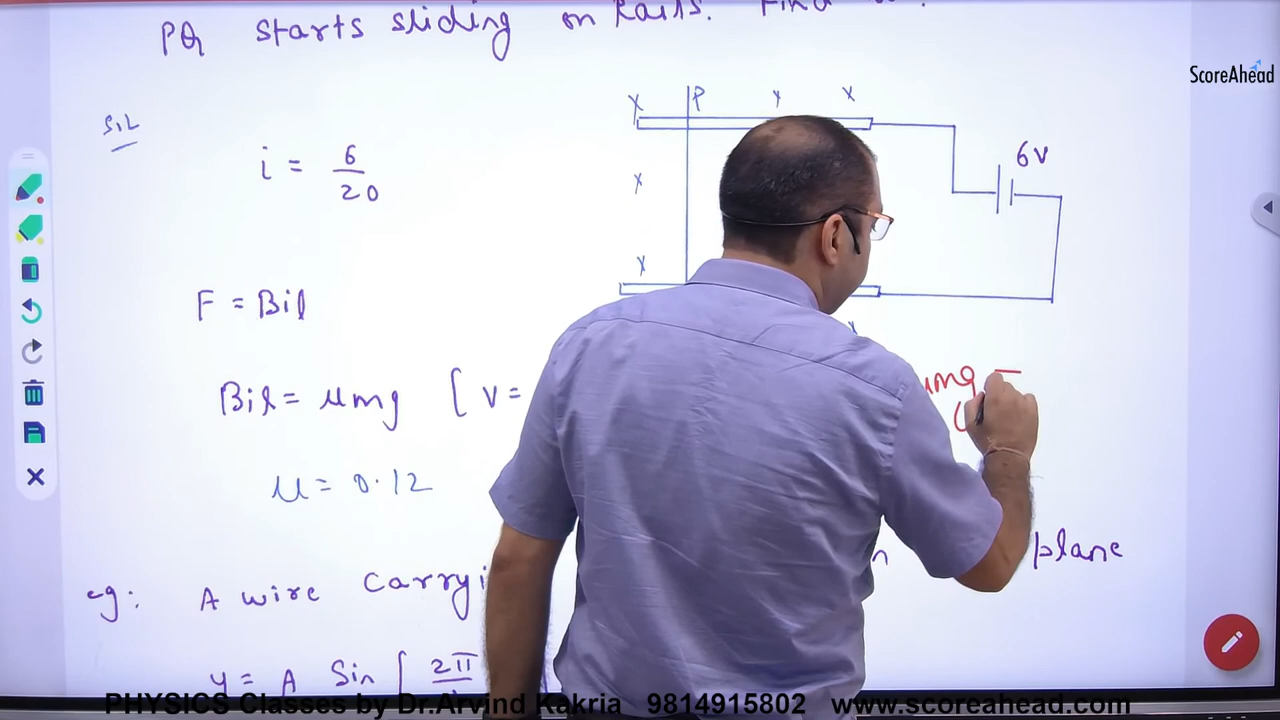 PQ starts sliding on Rails. Find
ScoreAhead
Sol
i = 6/20
X P x x
6V
x
x
F = Bil
Bil = μmg [ v =
μmg =
μ = 0.12
plane
eg: A wire carryi
y = A Sin [ 2π
PHYSICS Classes by Dr.Arvind Kakria 9814915802 www.scoreahead.com